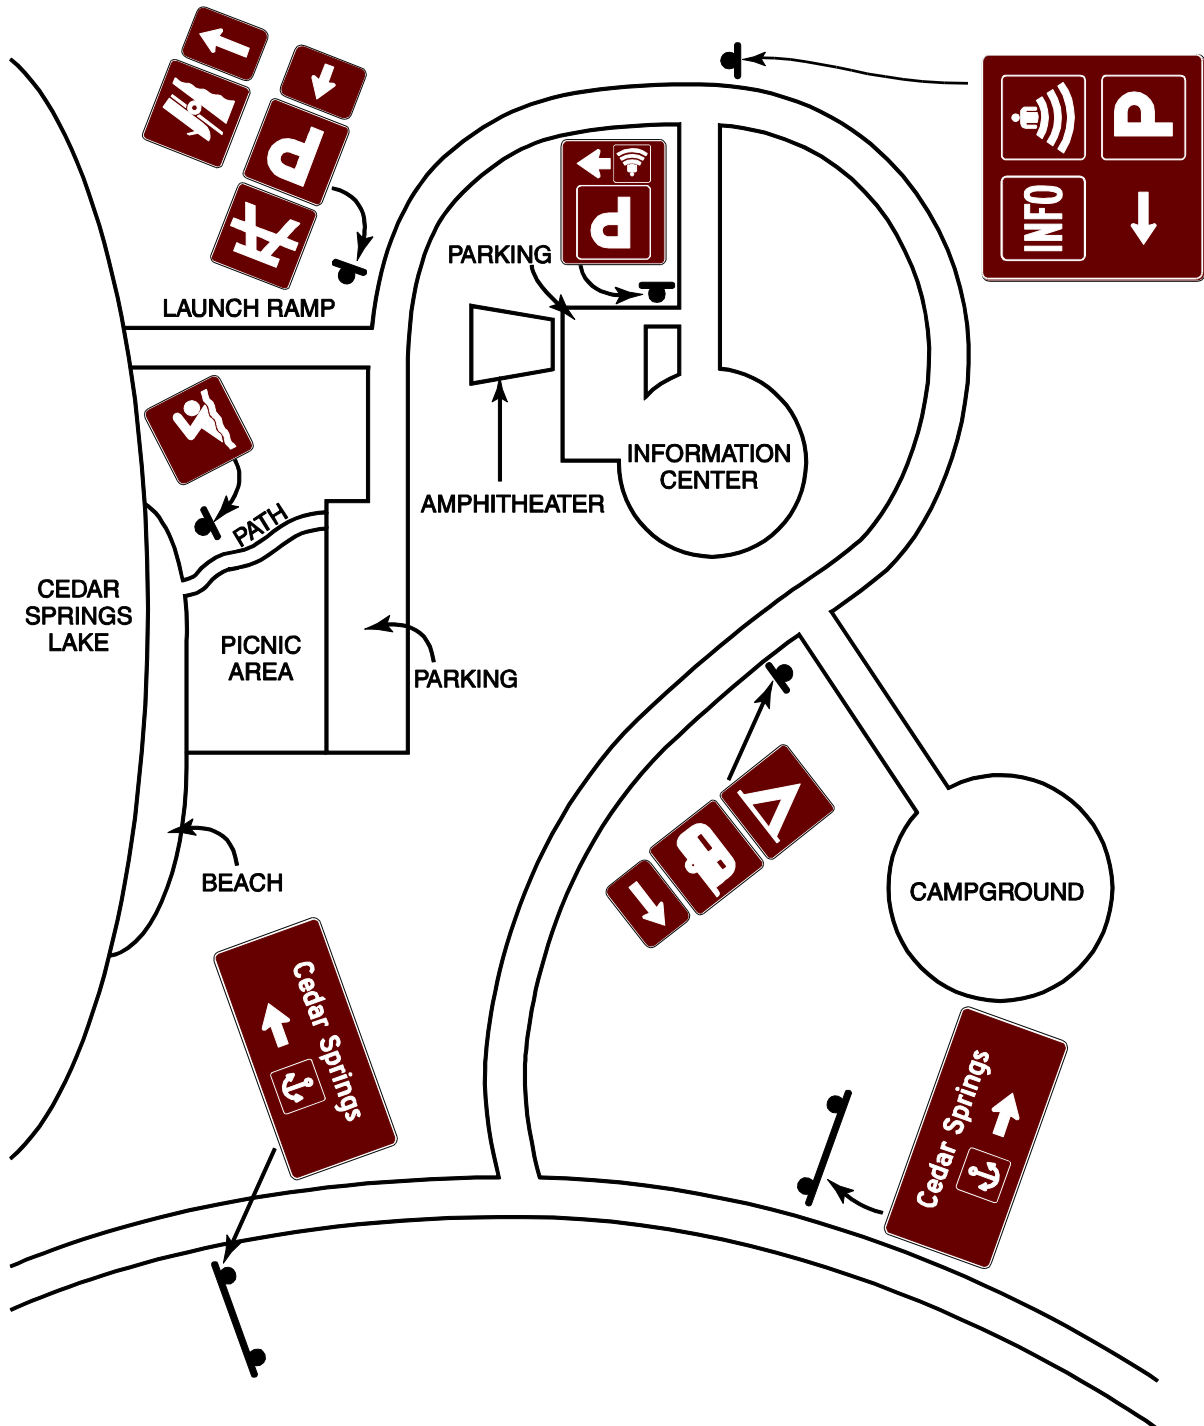 P
INFO
P
P
PARKING
LAUNCH RAMP
INFORMATION
CENTER
AMPHITHEATER
PATH
CEDAR
SPRINGS
LAKE
PICNIC
AREA
PARKING
BEACH
CAMPGROUND
Cedar Springs
Cedar Springs